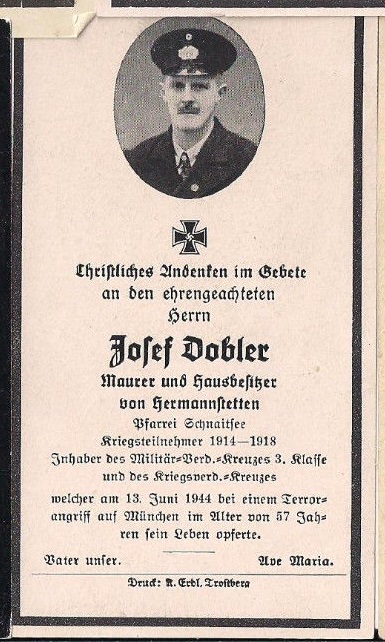 Christliches Andenken im Gebete
an den ehrengeachteten
Herrn
Josef Dobler
Maurer und Hausbesitzer
von Hermannstetten
Pfarrei Schnaitsee
Kriegsteilnehmer 1914—1918
Inhaber des Militär-Verd.-Kreuzes 3. Klasse
und des Kriegsverd.-Kreuzes
welcher am 13. Juni 1944 bei einem Terror-
angriff auf München im Alter von 57 Jah-
ren sein Leben opferte.
Vater unser. Ave Maria.
Druck: A. Erdl, Trostberg